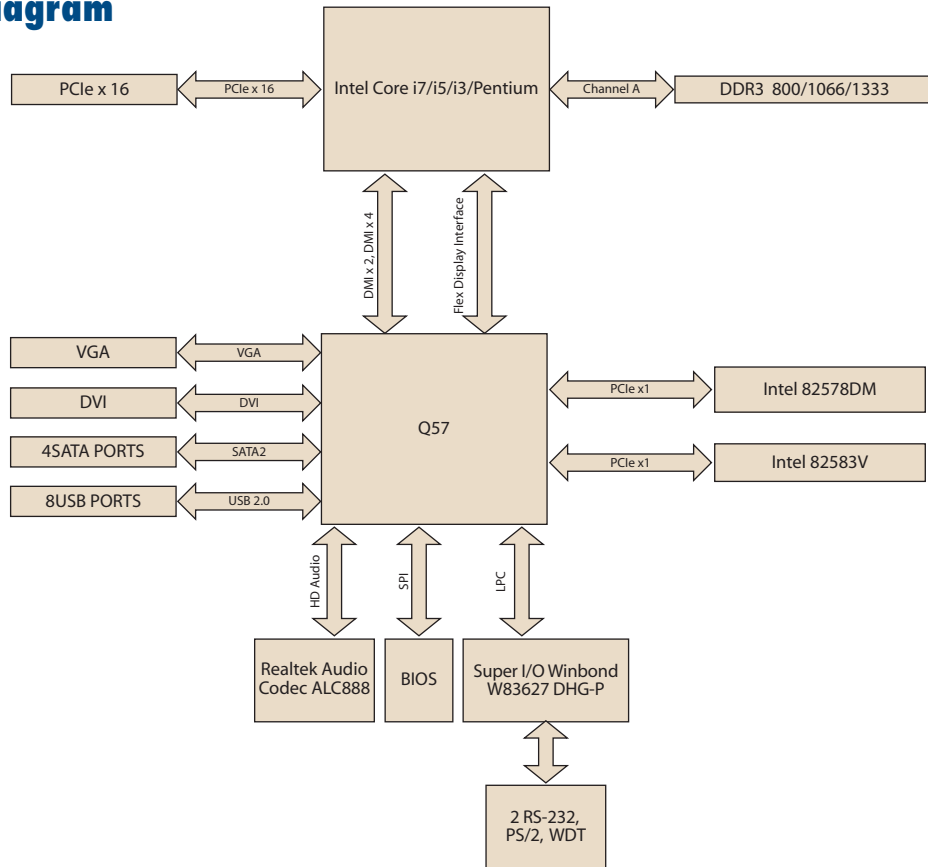 agram
PCIe x 16
PCIe x 16
Intel Core i7/i5/i3/Pentium
Channel A
DDR3 800/1066/1333
DMI x 2, DMI x 4
Flex Display Interface
VGA
VGA
DVI
DVI
4SATA PORTS
SATA2
8USB PORTS
USB 2.0
Q57
PCIe x1
Intel 82578DM
PCIe x1
Intel 82583V
HD Audio
SPI
LPC
Realtek Audio
Codec ALC888
BIOS
Super I/O Winbond
W83627 DHG-P
2 RS-232,
PS/2, WDT